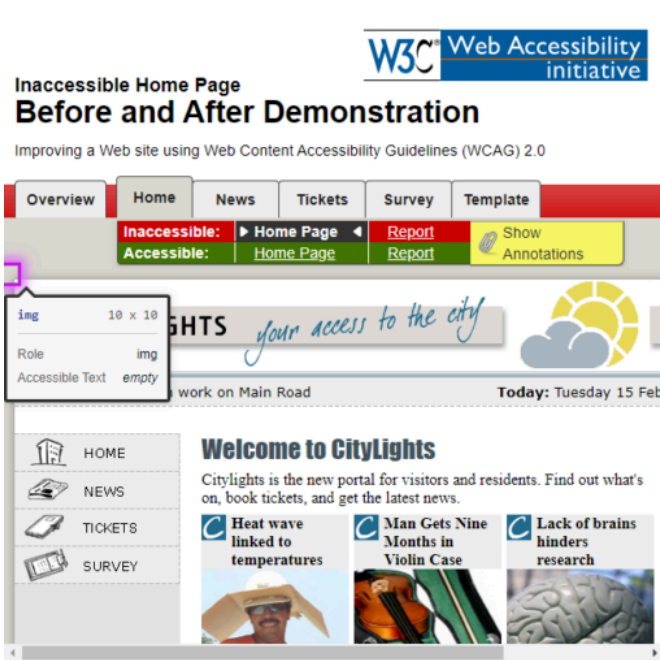 W3C® Web Accessibility
initiative
Inaccessible Home Page
Before and After Demonstration
Improving a Web site using Web Content Accessibility Guidelines (WCAG) 2.0
Overview Home News Tickets Survey Template
Inaccessible: Home Page Report
Accessible: Home Page Report
Show
Annotations
img 10 x 10
Role img
Accessible Text empty
GHTS your access to the city
work on Main Road
Today: Tuesday 15 Feb
HOME
NEWS
TICKETS
SURVEY
Welcome to CityLights
Citylights is the new portal for visitors and residents. Find out what's
on, book tickets, and get the latest news.
C Heat wave
linked to
temperatures
C Man Gets Nine
Months in
Violin Case
C Lack of brains
hinders
research